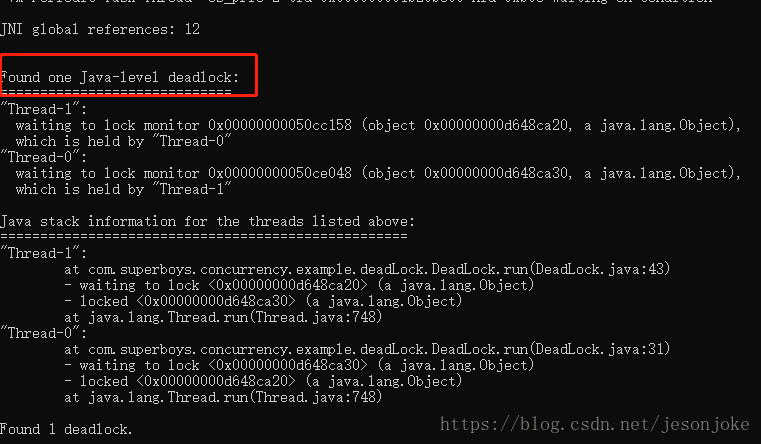 JNI global references: 12
Found one Java-level deadlock:
=============================
"Thread-1":
waiting to lock monitor 0x00000000050cc158 (object 0x00000000d648ca20, a java.lang.Object),
which is held by "Thread-0"
"Thread-0":
waiting to lock monitor 0x00000000050ce048 (object 0x00000000d648ca30, a java.lang.Object),
which is held by "Thread-1"
Java stack information for the threads listed above:
===================================================
"Thread-1":
at com.superboys.concurrency.example.deadLock.DeadLock.run(DeadLock.java:43)
- waiting to lock <0x00000000d648ca20> (a java.lang.Object)
- locked <0x00000000d648ca30> (a java.lang.Object)
at java.lang.Thread.run(Thread.java:748)
"Thread-0":
at com.superboys.concurrency.example.deadLock.DeadLock.run(DeadLock.java:31)
- waiting to lock <0x00000000d648ca30> (a java.lang.Object)
- locked <0x00000000d648ca20> (a java.lang.Object)
at java.lang.Thread.run(Thread.java:748)
Found 1 deadlock.
https://blog.csdn.net/jesonjoke